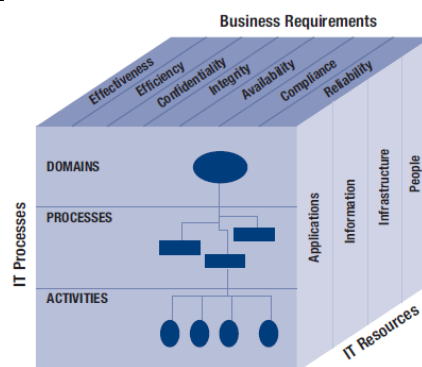 Business Requirements
Effectiveness
Efficiency
Confidentiality
Integrity
Availability
Compliance
Reliability
DOMAINS
PROCESSES
ACTIVITIES
IT Processes
Applications
Information
Infrastructure
People
IT Resources